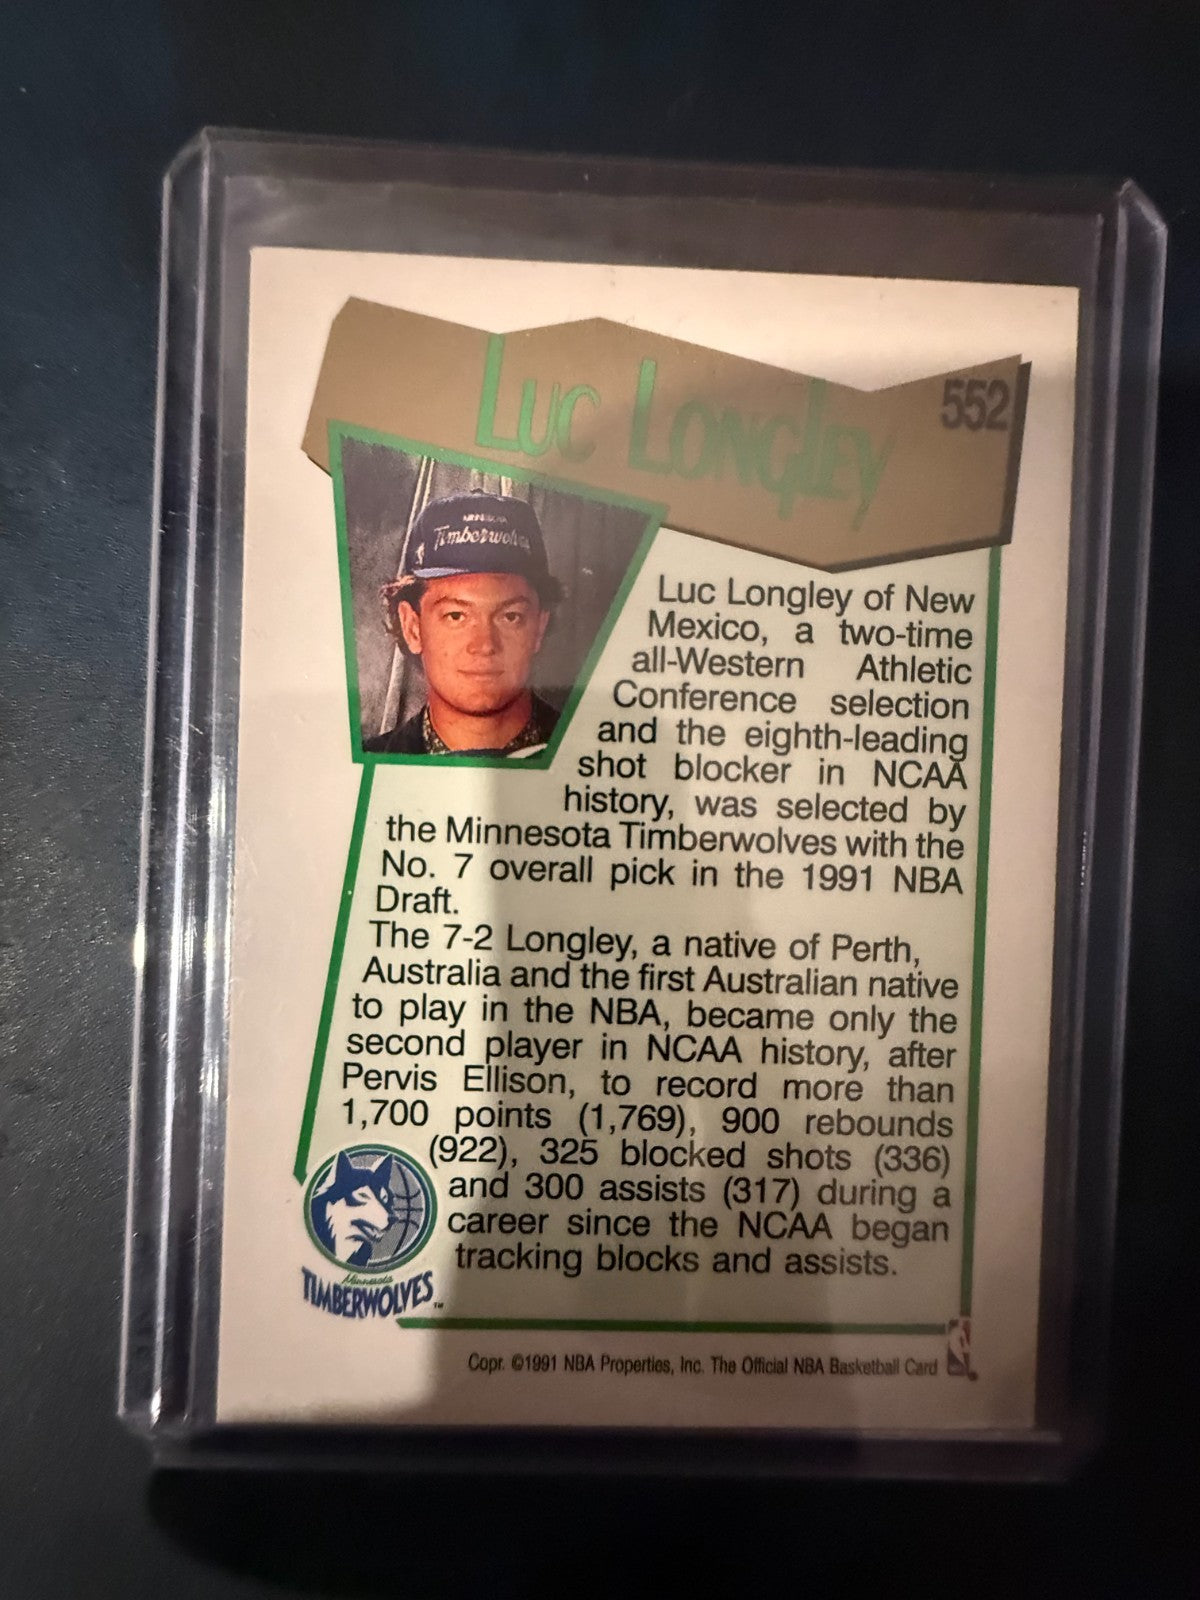 Luc Longley
552
MINNESOTA
Timberwolves
Luc Longley of New
Mexico, a two-time
all-Western Athletic
Conference selection
and the eighth-leading
shot blocker in NCAA
history, was selected by
the Minnesota Timberwolves with the
No. 7 overall pick in the 1991 NBA
Draft.
The 7-2 Longley, a native of Perth,
Australia and the first Australian native
to play in the NBA, became only the
second player in NCAA history, after
Pervis Ellison, to record more than
1,700 points (1,769), 900 rebounds
(922), 325 blocked shots (336)
and 300 assists (317) during a
career since the NCAA began
tracking blocks and assists.
Minnesota
TIMBERWOLVES™
Copr. ©1991 NBA Properties, Inc. The Official NBA Basketball Card